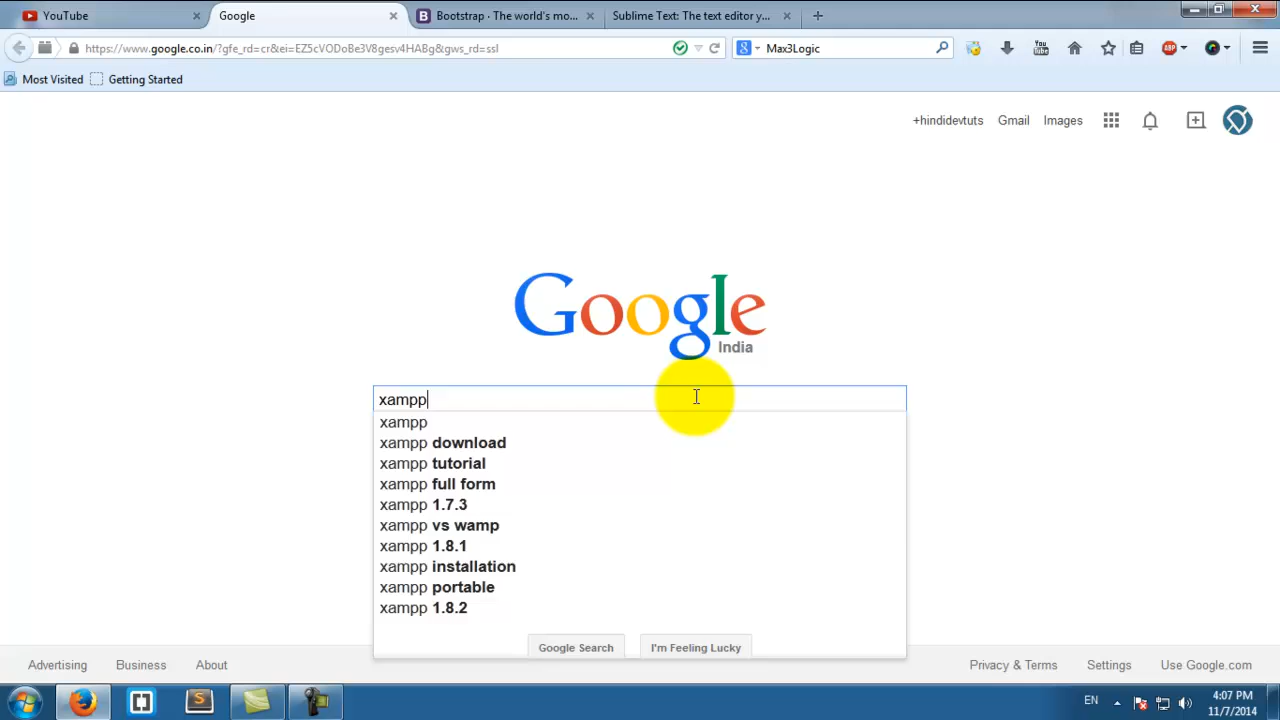 YouTube
Google
Bootstrap · The world's mo...
Sublime Text: The text editor y...
https://www.google.co.in/?gfe_rd=cr&ei=EZ5cVODoBe3V8gesv4HABg&gws_rd=ssl
Max3Logic
Most Visited
Getting Started
+hindidevtuts
Gmail
Images
Google
India
xampp
xampp
xampp download
xampp tutorial
xampp full form
xampp 1.7.3
xampp vs wamp
xampp 1.8.1
xampp installation
xampp portable
xampp 1.8.2
Google Search
I'm Feeling Lucky
Advertising
Business
About
Privacy & Terms
Settings
Use Google.com
EN
4:07 PM
11/7/2014